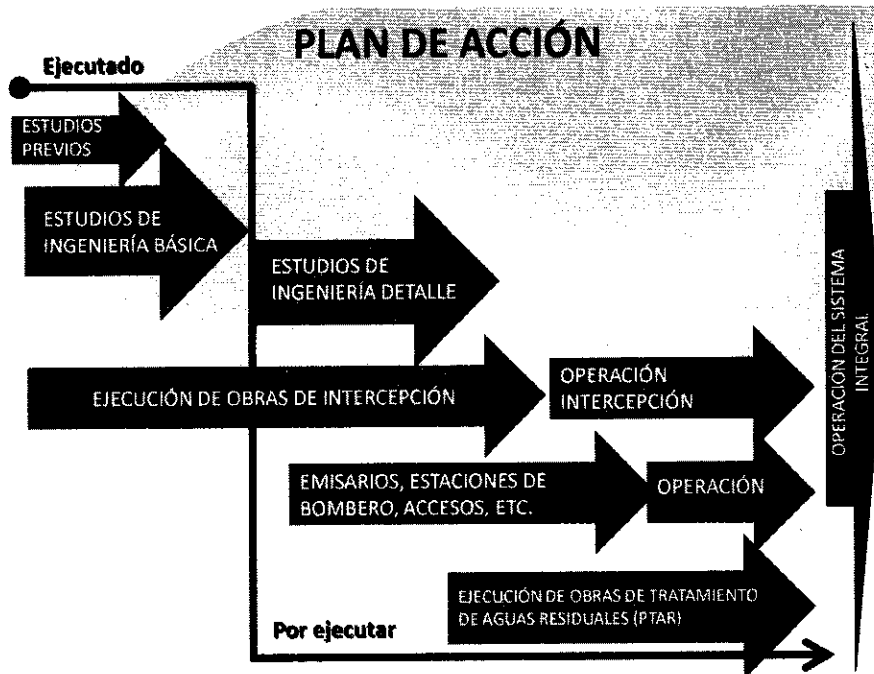 PLAN DE ACCIÓN
Ejecutado
ESTUDIOS
PREVIOS
ESTUDIOS DE
INGENIERÍA BÁSICA
ESTUDIOS DE
INGENIERÍA DETALLE
EJECUCIÓN DE OBRAS DE INTERCEPCIÓN
OPERACIÓN
INTERCEPCIÓN
EMISARIOS, ESTACIONES DE
BOMBERO, ACCESOS, ETC.
OPERACIÓN
EJECUCIÓN DE OBRAS DE TRATAMIENTO
DE AGUAS RESIDUALES (PTAR)
Por ejecutar
OPERACIÓN DEL SISTEMA
INTEGRAL